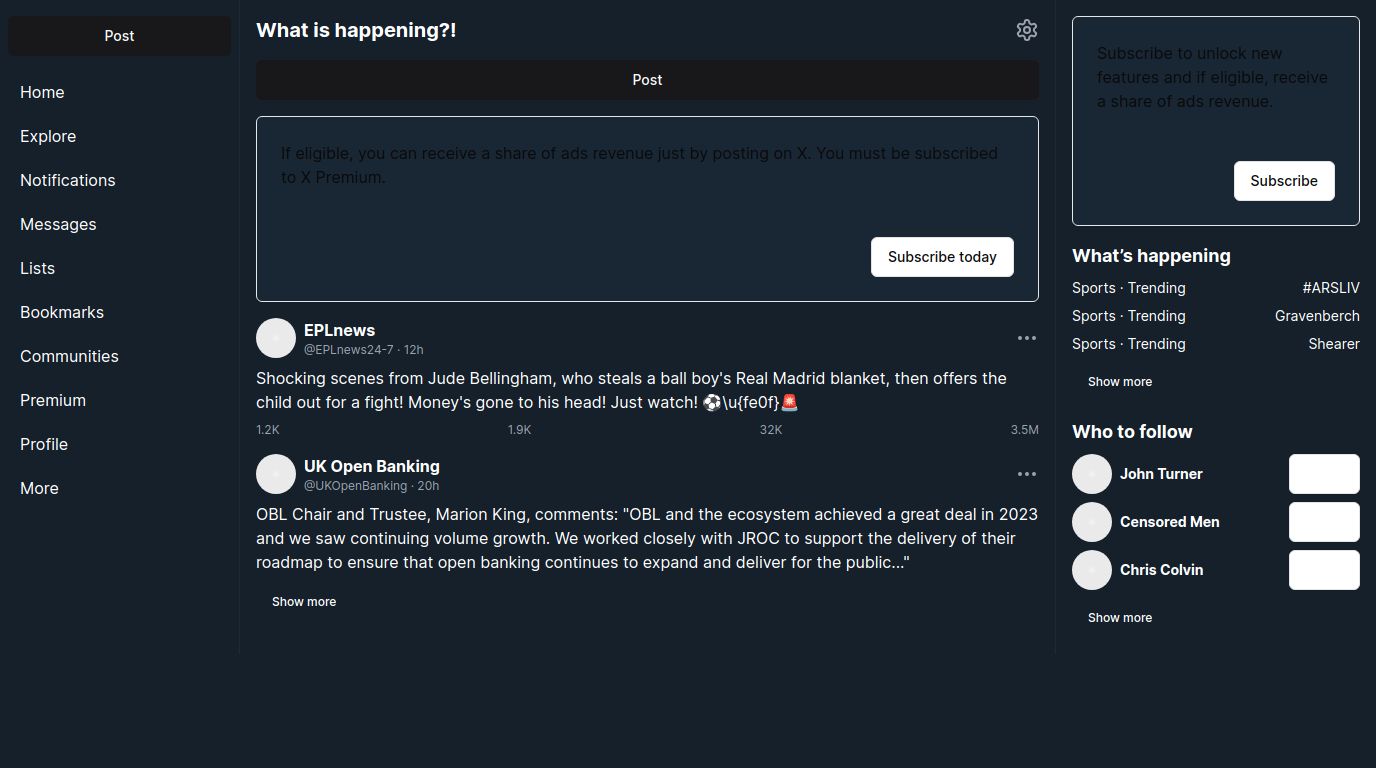 Post
Home
Explore
Notifications
Messages
Lists
Bookmarks
Communities
Premium
Profile
More
What is happening?!
Post
If eligible, you can receive a share of ads revenue just by posting on X. You must be subscribed
to X Premium.
Subscribe today
EPLnews
@EPLnews24-7 · 12h
Shocking scenes from Jude Bellingham, who steals a ball boy's Real Madrid blanket, then offers the
child out for a fight! Money's gone to his head! Just watch! ⚽\u{fe0f}🚨
1.2K 1.9K 32K 3.5M
UK Open Banking
@UKOpenBanking · 20h
OBL Chair and Trustee, Marion King, comments: "OBL and the ecosystem achieved a great deal in 2023
and we saw continuing volume growth. We worked closely with JROC to support the delivery of their
roadmap to ensure that open banking continues to expand and deliver for the public..."
Show more
Subscribe to unlock new
features and if eligible, receive
a share of ads revenue.
Subscribe
What’s happening
Sports · Trending #ARSLIV
Sports · Trending Gravenberch
Sports · Trending Shearer
Show more
Who to follow
John Turner
Censored Men
Chris Colvin
Show more